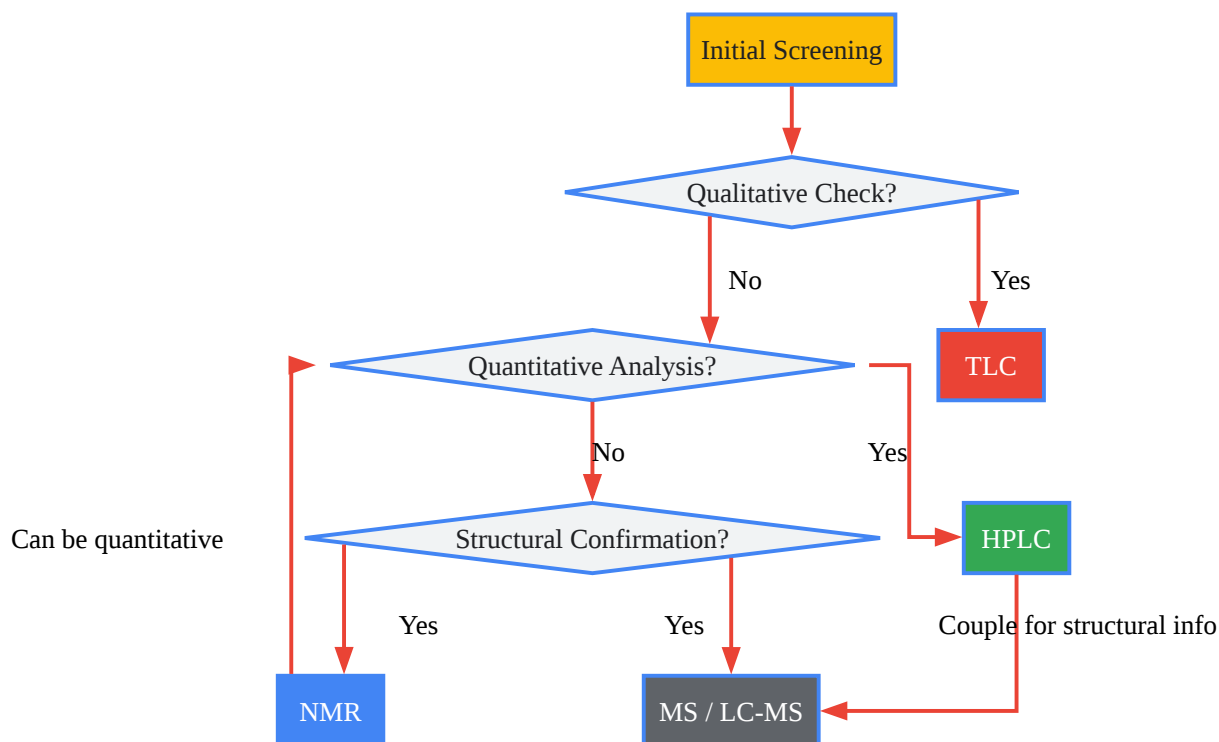 Initial Screening
Qualitative Check?
No
Yes
Quantitative Analysis?
TLC
No
Yes
Can be quantitative
Structural Confirmation?
HPLC
Yes
Yes
Couple for structural info
NMR
MS / LC-MS